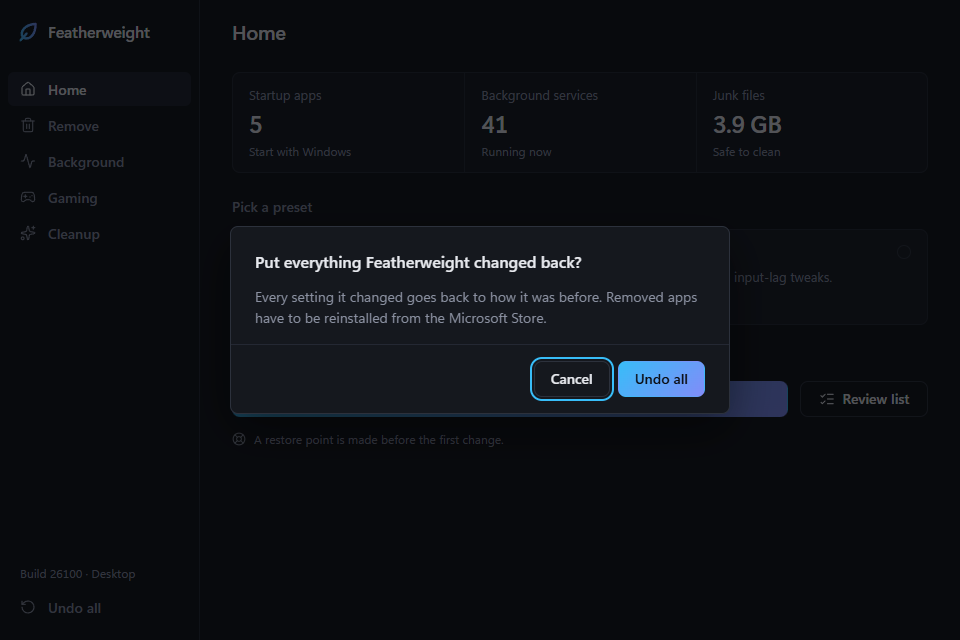 Featherweight
Home
Remove
Background
Gaming
Cleanup
Build 26100 · Desktop
Undo all
Home
Startup apps
5
Start with Windows
Background services
41
Running now
Junk files
3.9 GB
Safe to clean
Pick a preset
input-lag tweaks.
Put everything Featherweight changed back?
Every setting it changed goes back to how it was before. Removed apps
have to be reinstalled from the Microsoft Store.
Cancel
Undo all
Review list
A restore point is made before the first change.